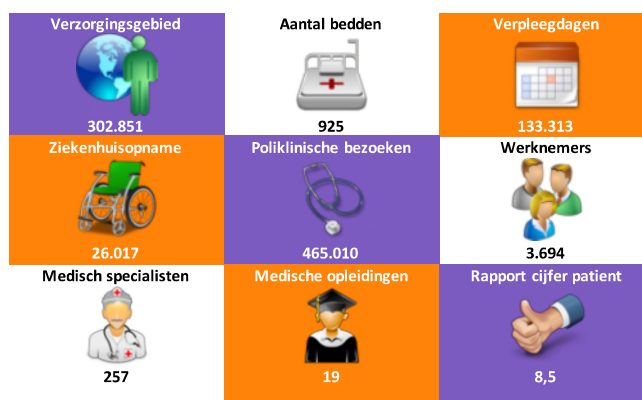 Verzorgingsgebied
302.851
Aantal bedden
925
Verpleegdagen
133.313
Ziekenhuisopname
26.017
Poliklinische bezoeken
465.010
Werknemers
3.694
Medisch specialisten
257
Medische opleidingen
19
Rapport cijfer patient
8,5